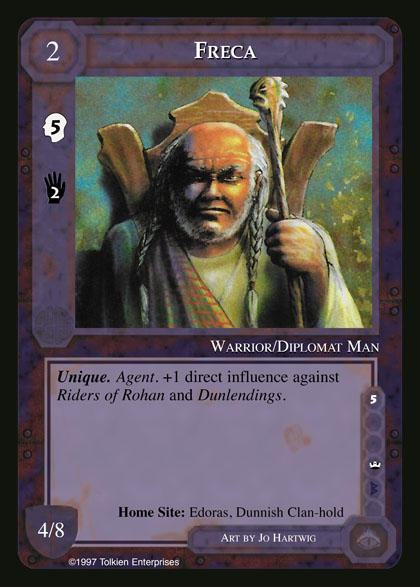 2
Freca
5
2
Warrior/Diplomat Man
Unique. Agent. +1 direct influence against
Riders of Rohan and Dunlendings.
5
Home Site: Edoras, Dunnish Clan-hold
4/8
Art by Jo Hartwig
©1997 Tolkien Enterprises